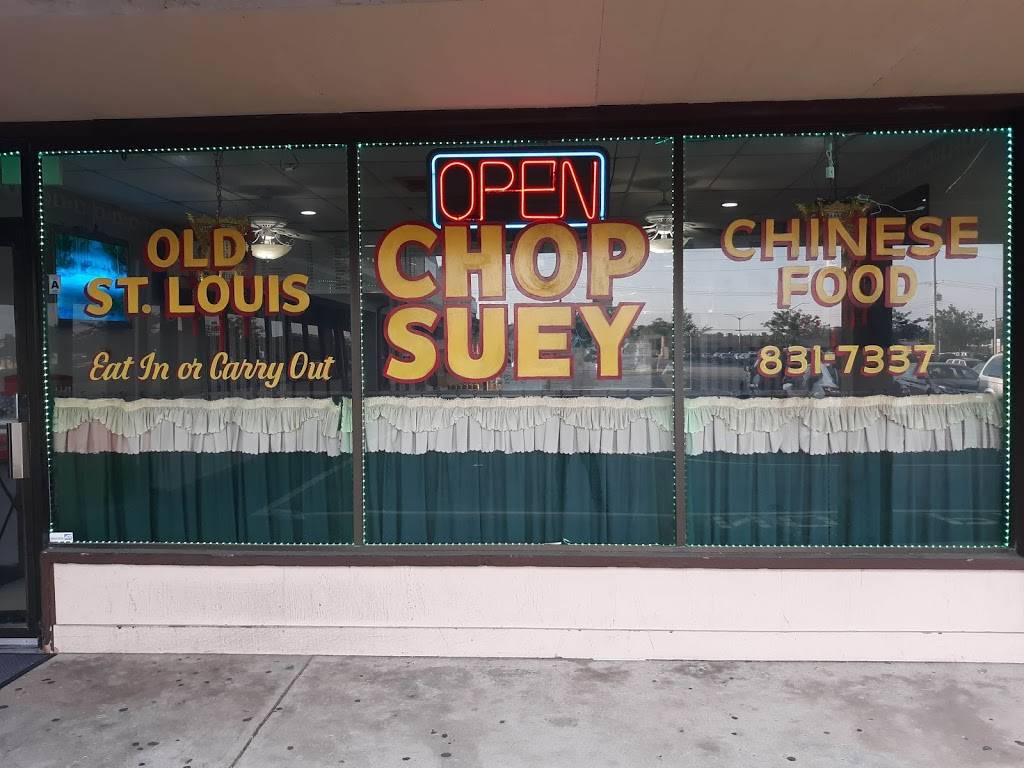 OLD
ST. LOUIS
Eat In or Carry Out
OPEN
CHOP
SUEY
CHINESE
FOOD
831-7337
A